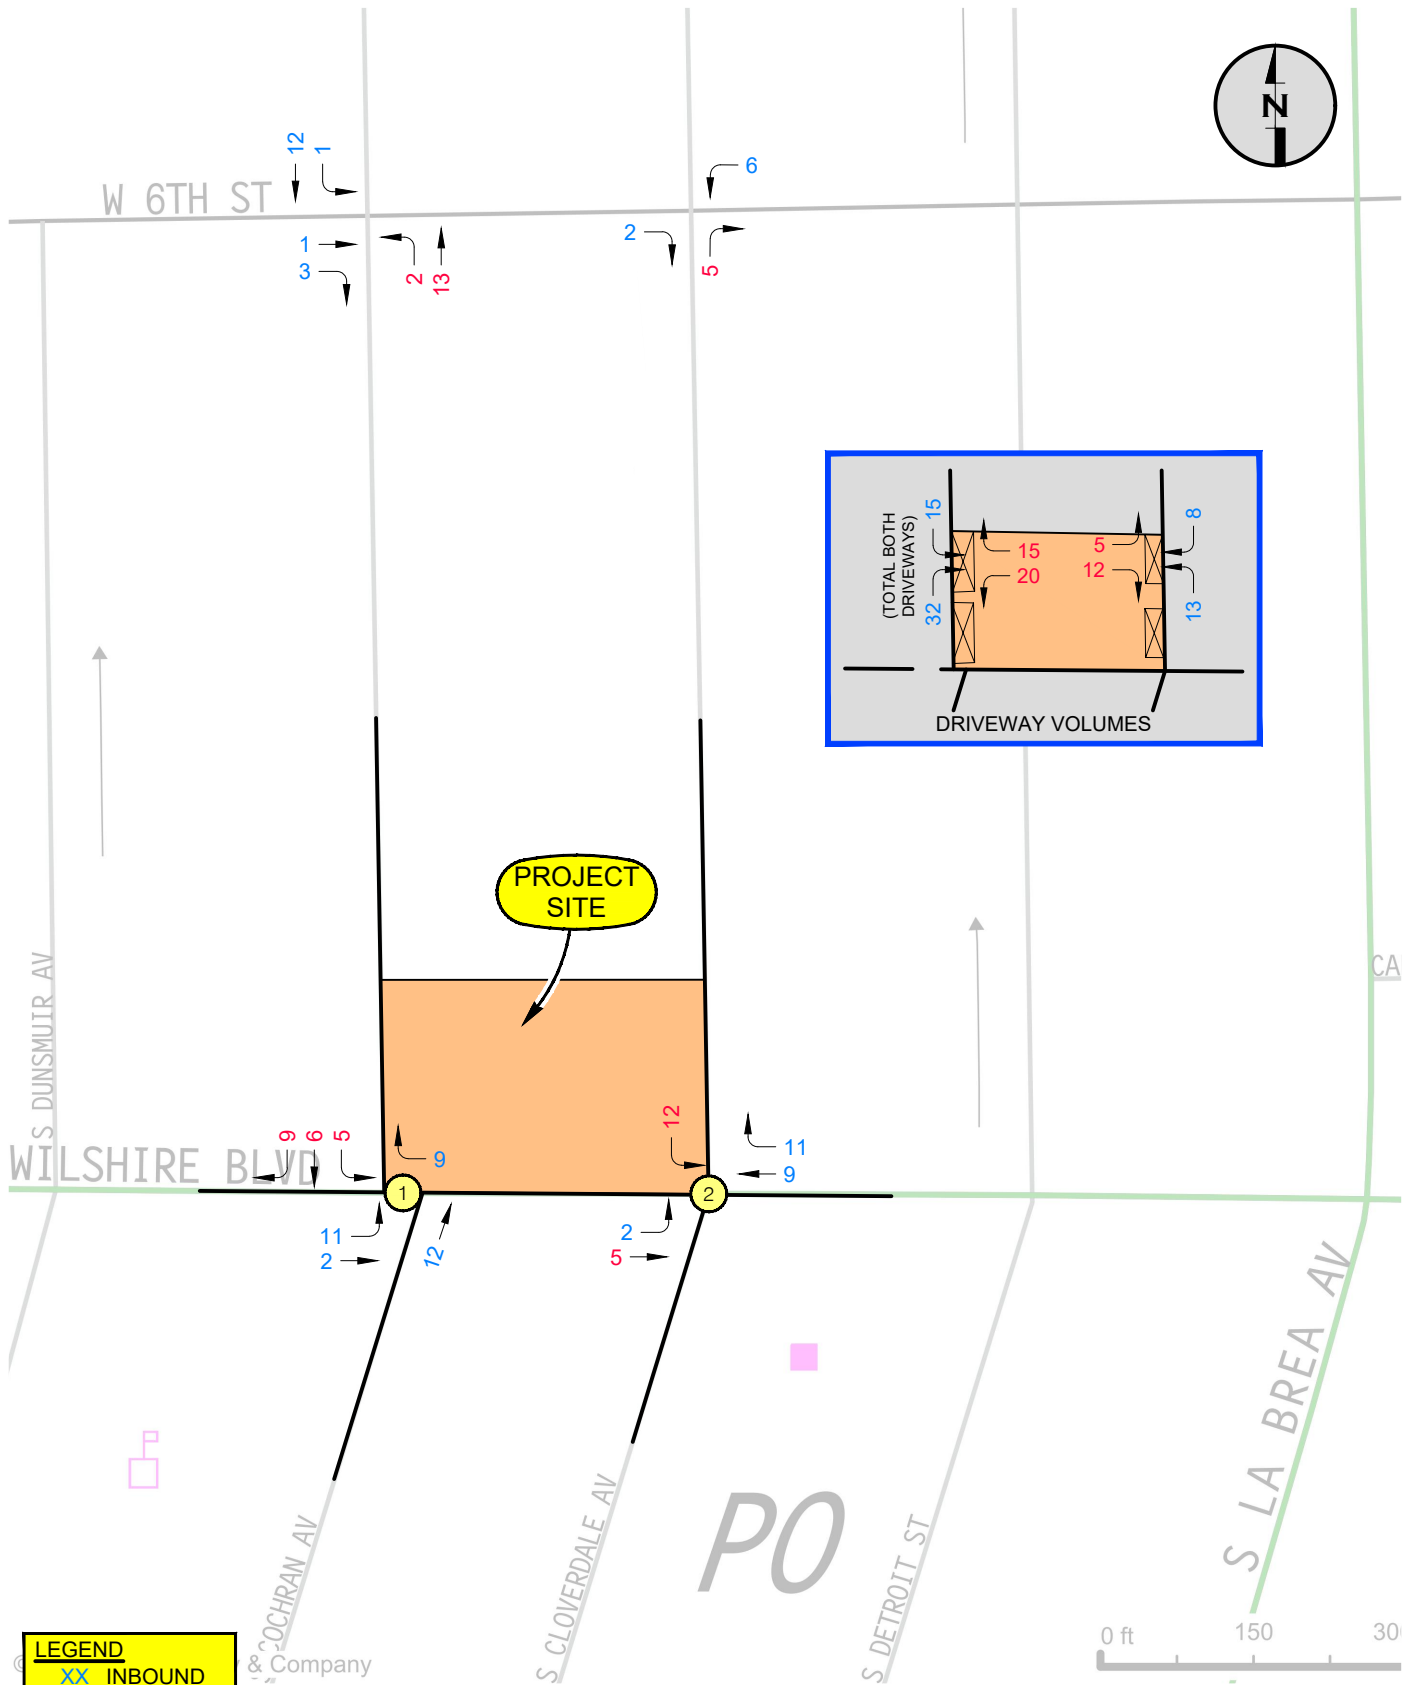 N
12
1
6
W 6TH ST
1
3
2
13
2
5
(TOTAL BOTH
DRIVEWAYS)
15
32
15
20
5
12
8
13
DRIVEWAY VOLUMES
PROJECT
SITE
S DUNSMUIR AV
CA
WILSHIRE BLVD
9
6
5
9
1
11
2
12
12
11
9
2
2
5
S LA BREA AV
PO
COCHRAN AV
S CLOVERDALE AV
S DETROIT ST
0 ft
150
300
LEGEND
XX INBOUND
& Company